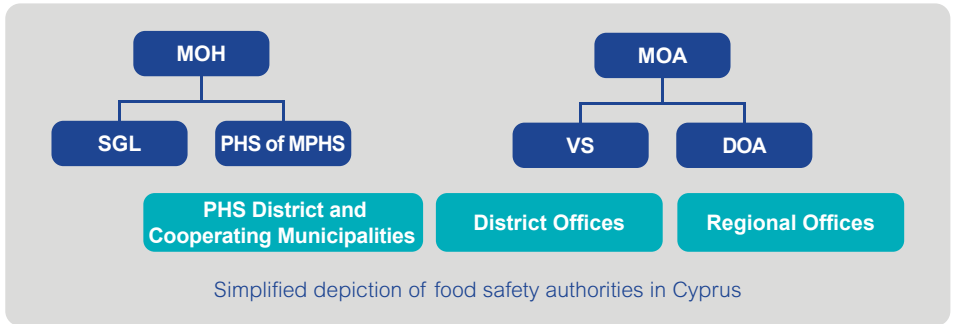 MOH
MOA
SGL
PHS of MPHS
VS
DOA
PHS District and
Cooperating Municipalities
District Offices
Regional Offices
Simplified depiction of food safety authorities in Cyprus